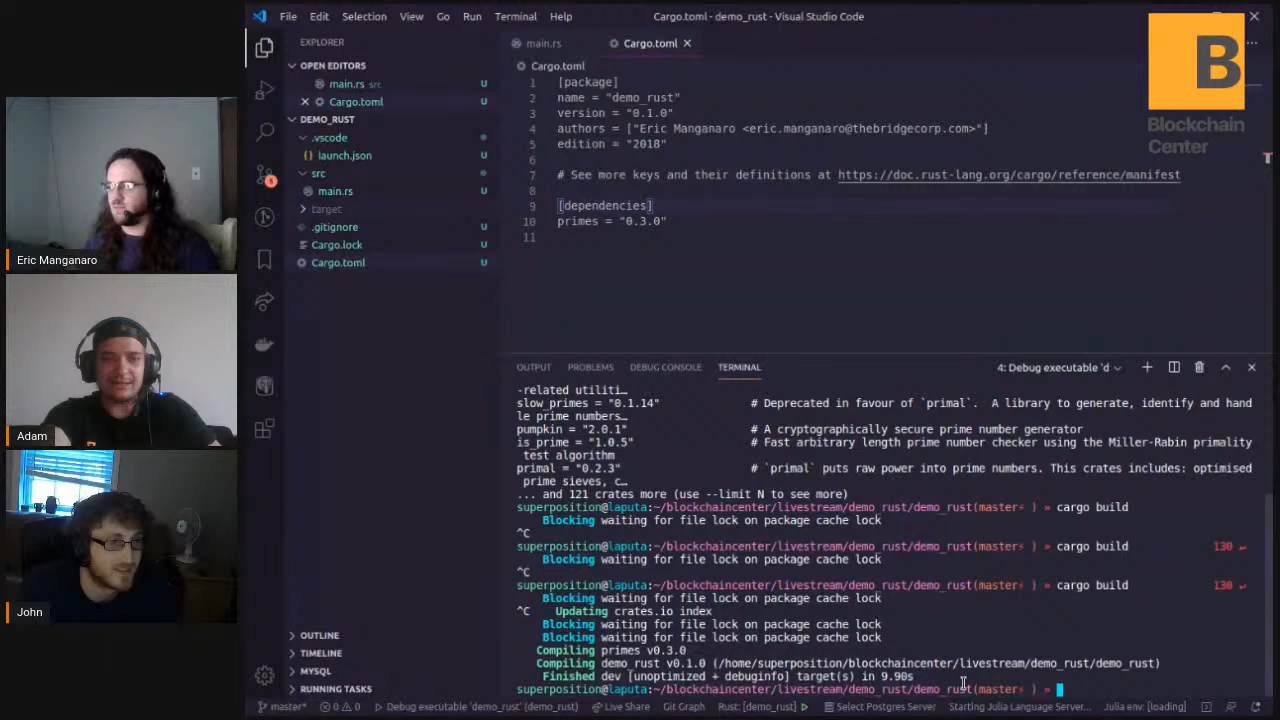 File Edit Selection View Go Run Terminal Help
Cargo.toml - demo_rust - Visual Studio Code
EXPLORER
OPEN EDITORS
main.rs src U
Cargo.toml U
DEMO_RUST
.vscode
launch.json
src
main.rs U
target
.gitignore U
Cargo.lock U
Cargo.toml U
OUTLINE
TIMELINE
MYSQL
RUNNING TASKS
main.rs
Cargo.toml
Cargo.toml
1 [package]
2 name = "demo_rust"
3 version = "0.1.0"
4 authors = ["Eric Manganaro <eric.manganaro@thebridgecorp.com>"]
5 edition = "2018"
6
7 # See more keys and their definitions at https://doc.rust-lang.org/cargo/reference/manifest
8
9 [dependencies]
10 primes = "0.3.0"
11
B
Blockchain
Center
Eric Manganaro
Adam
John
OUTPUT PROBLEMS DEBUG CONSOLE TERMINAL
4: Debug executable 'd
-related utiliti…
slow_primes = "0.1.14" # Deprecated in favour of `primal`. A library to generate, identify and hand
le prime numbers…
pumpkin = "2.0.1" # A cryptographically secure prime number generator
is_prime = "1.0.5" # Fast arbitrary length prime number checker using the Miller-Rabin primality
test algorithm
primal = "0.2.3" # `primal` puts raw power into prime numbers. This crates includes: optimised
prime sieves, c…
... and 121 crates more (use --limit N to see more)
superposition@laputa:~/blockchaincenter/livestream/demo_rust/demo_rust(master⚡) » cargo build
Blocking waiting for file lock on package cache lock
^C
superposition@laputa:~/blockchaincenter/livestream/demo_rust/demo_rust(master⚡) » cargo build 130 ↵
Blocking waiting for file lock on package cache lock
^C
superposition@laputa:~/blockchaincenter/livestream/demo_rust/demo_rust(master⚡) » cargo build 130 ↵
Blocking waiting for file lock on package cache lock
^C Updating crates.io index
Blocking waiting for file lock on package cache lock
Blocking waiting for file lock on package cache lock
Compiling primes v0.3.0
Compiling demo_rust v0.1.0 (/home/superposition/blockchaincenter/livestream/demo_rust/demo_rust)
Finished dev [unoptimized + debuginfo] target(s) in 9.90s
superposition@laputa:~/blockchaincenter/livestream/demo_rust/demo_rust(master⚡) »
master* 0 0 Debug executable 'demo_rust' (demo_rust) Live Share Git Graph Rust: [demo_rust] Select Postgres Server Starting Julia Language Server... Julia env: [loading]